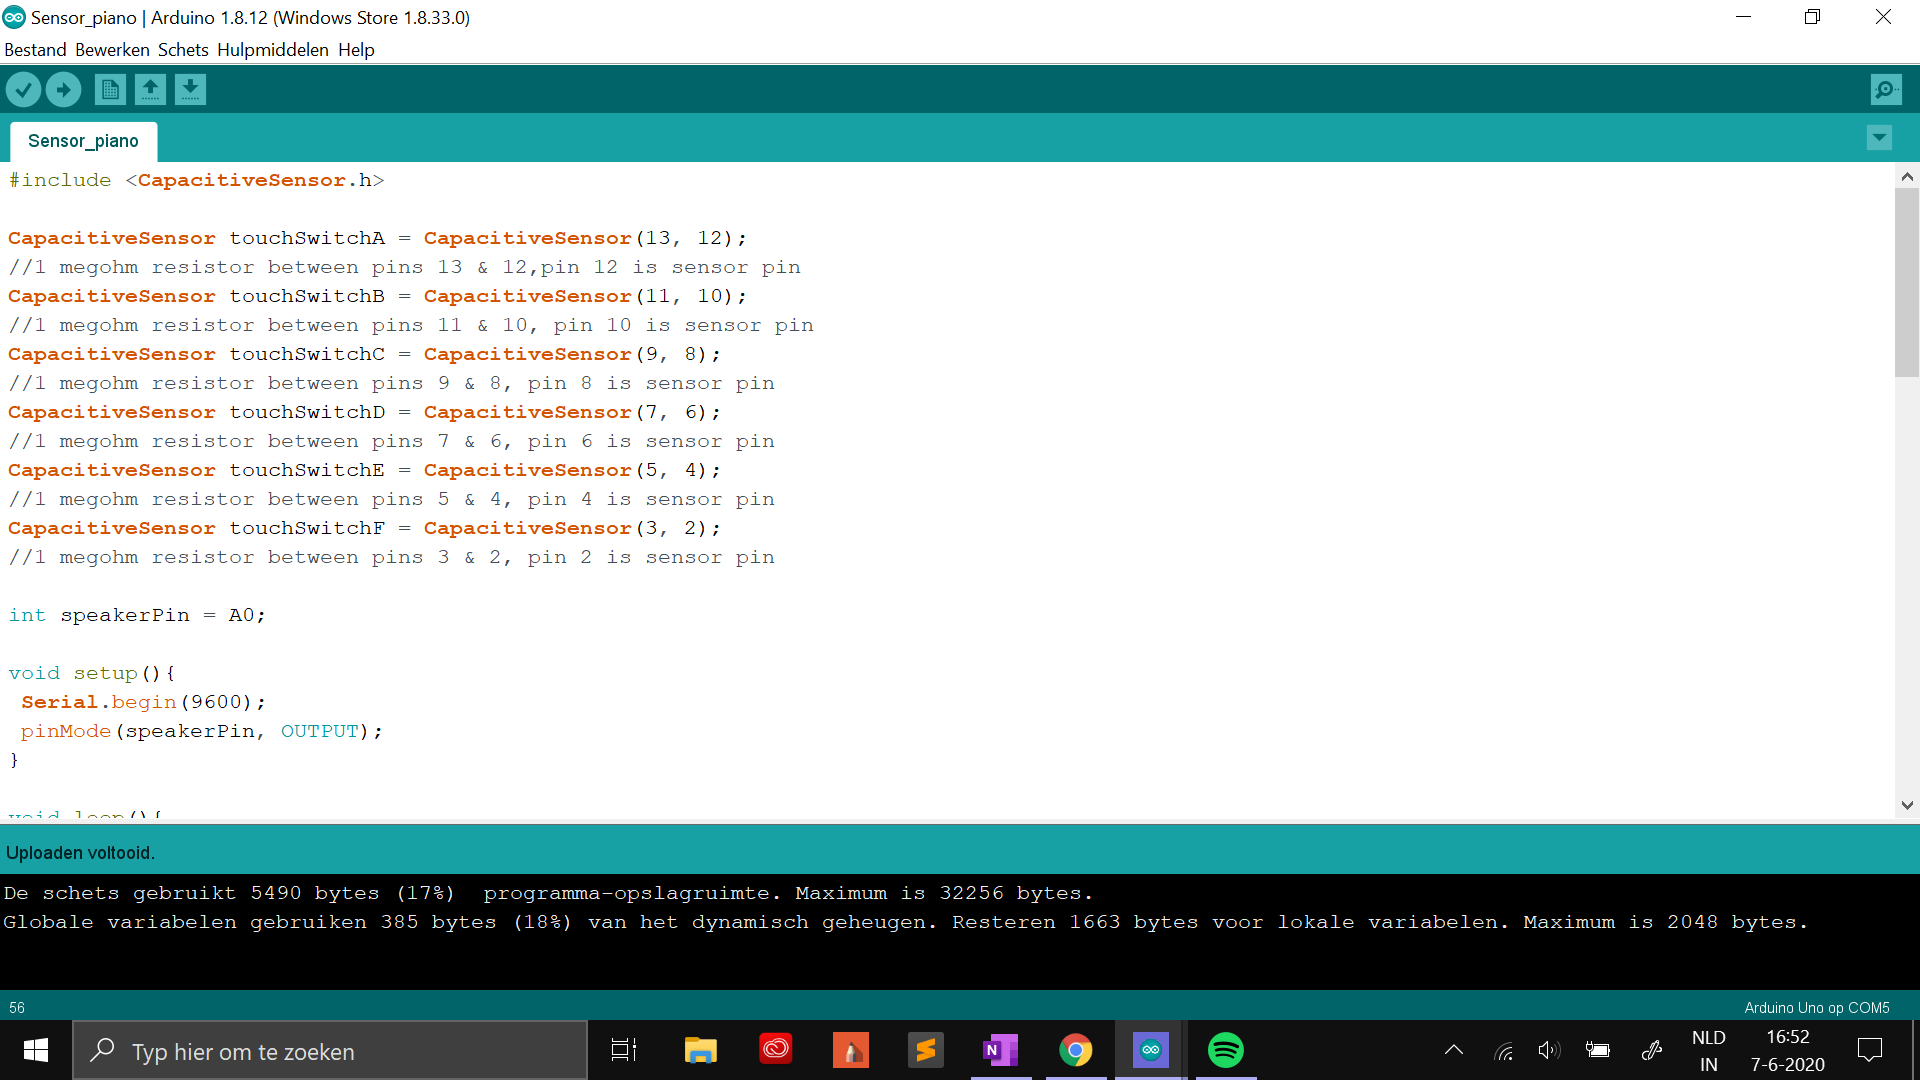 Sensor_piano | Arduino 1.8.12 (Windows Store 1.8.33.0)
Bestand Bewerken Schets Hulpmiddelen Help
Sensor_piano
#include <CapacitiveSensor.h>
CapacitiveSensor touchSwitchA = CapacitiveSensor(13, 12);
//1 megohm resistor between pins 13 & 12,pin 12 is sensor pin
CapacitiveSensor touchSwitchB = CapacitiveSensor(11, 10);
//1 megohm resistor between pins 11 & 10, pin 10 is sensor pin
CapacitiveSensor touchSwitchC = CapacitiveSensor(9, 8);
//1 megohm resistor between pins 9 & 8, pin 8 is sensor pin
CapacitiveSensor touchSwitchD = CapacitiveSensor(7, 6);
//1 megohm resistor between pins 7 & 6, pin 6 is sensor pin
CapacitiveSensor touchSwitchE = CapacitiveSensor(5, 4);
//1 megohm resistor between pins 5 & 4, pin 4 is sensor pin
CapacitiveSensor touchSwitchF = CapacitiveSensor(3, 2);
//1 megohm resistor between pins 3 & 2, pin 2 is sensor pin
int speakerPin = A0;
void setup(){
Serial.begin(9600);
pinMode(speakerPin, OUTPUT);
}
void loop(){
Uploaden voltooid.
De schets gebruikt 5490 bytes (17%)  programma-opslagruimte. Maximum is 32256 bytes.
Globale variabelen gebruiken 385 bytes (18%) van het dynamisch geheugen. Resteren 1663 bytes voor lokale variabelen. Maximum is 2048 bytes.
56
Arduino Uno op COM5
Typ hier om te zoeken
N
NLD
IN
16:52
7-6-2020